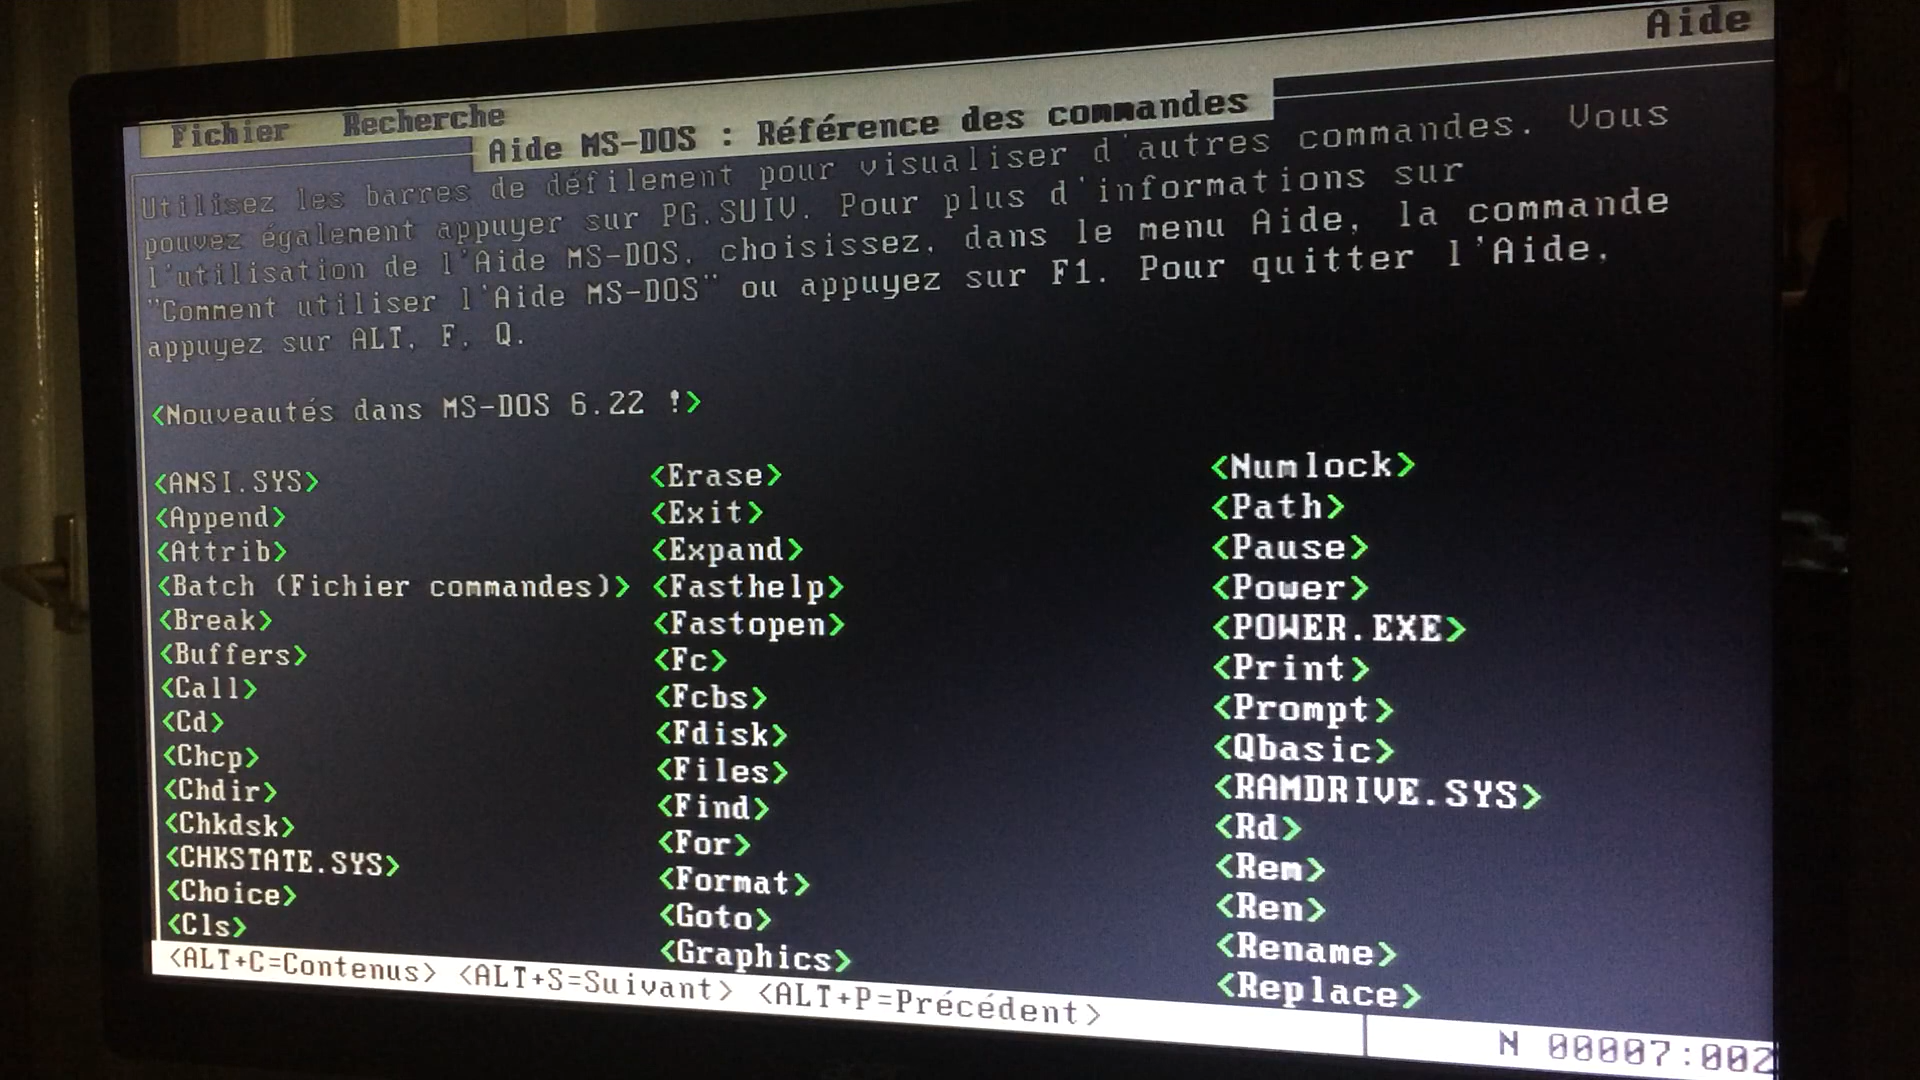 Fichier Recherche Aide
Aide MS-DOS : Référence des commandes
Utilisez les barres de défilement pour visualiser d'autres commandes. Vous
pouvez également appuyer sur PG.SUIV. Pour plus d'informations sur
l'utilisation de l'Aide MS-DOS, choisissez, dans le menu Aide, la commande
"Comment utiliser l'Aide MS-DOS" ou appuyez sur F1. Pour quitter l'Aide,
appuyez sur ALT, F, Q.
<Nouveautés dans MS-DOS 6.22 !>
<ANSI.SYS> <Erase> <Numlock>
<Append> <Exit> <Path>
<Attrib> <Expand> <Pause>
<Batch (Fichier commandes)> <Fasthelp> <Power>
<Break> <Fastopen> <POWER.EXE>
<Buffers> <Fc> <Print>
<Call> <Fcbs> <Prompt>
<Cd> <Fdisk> <Qbasic>
<Chcp> <Files> <RAMDRIVE.SYS>
<Chdir> <Find> <Rd>
<Chkdsk> <For> <Rem>
<CHKSTATE.SYS> <Format> <Ren>
<Choice> <Goto> <Rename>
<Cls> <Graphics> <Replace>
<ALT+C=Contenus> <ALT+S=Suivant> <ALT+P=Précédent> N 00007:002